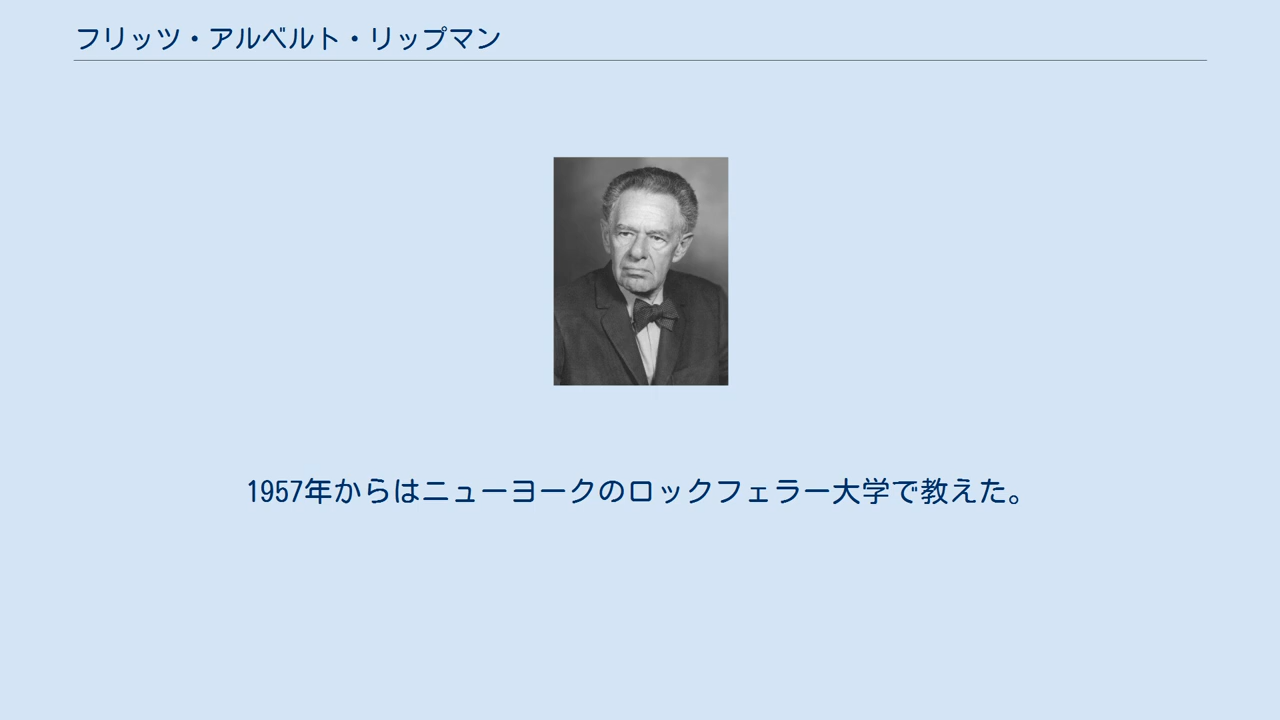 フリッツ・アルベルト・リップマン
1957年からはニューヨークのロックフェラー大学で教えた。